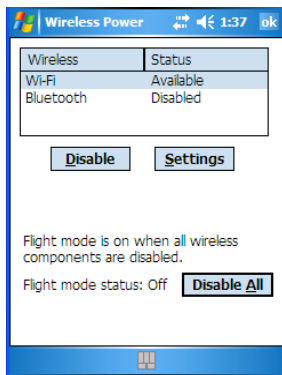 Wireless Power 1:37 ok
Wireless Status
Wi-Fi Available
Bluetooth Disabled
Disable Settings
Flight mode is on when all wireless
components are disabled.
Flight mode status: Off Disable All